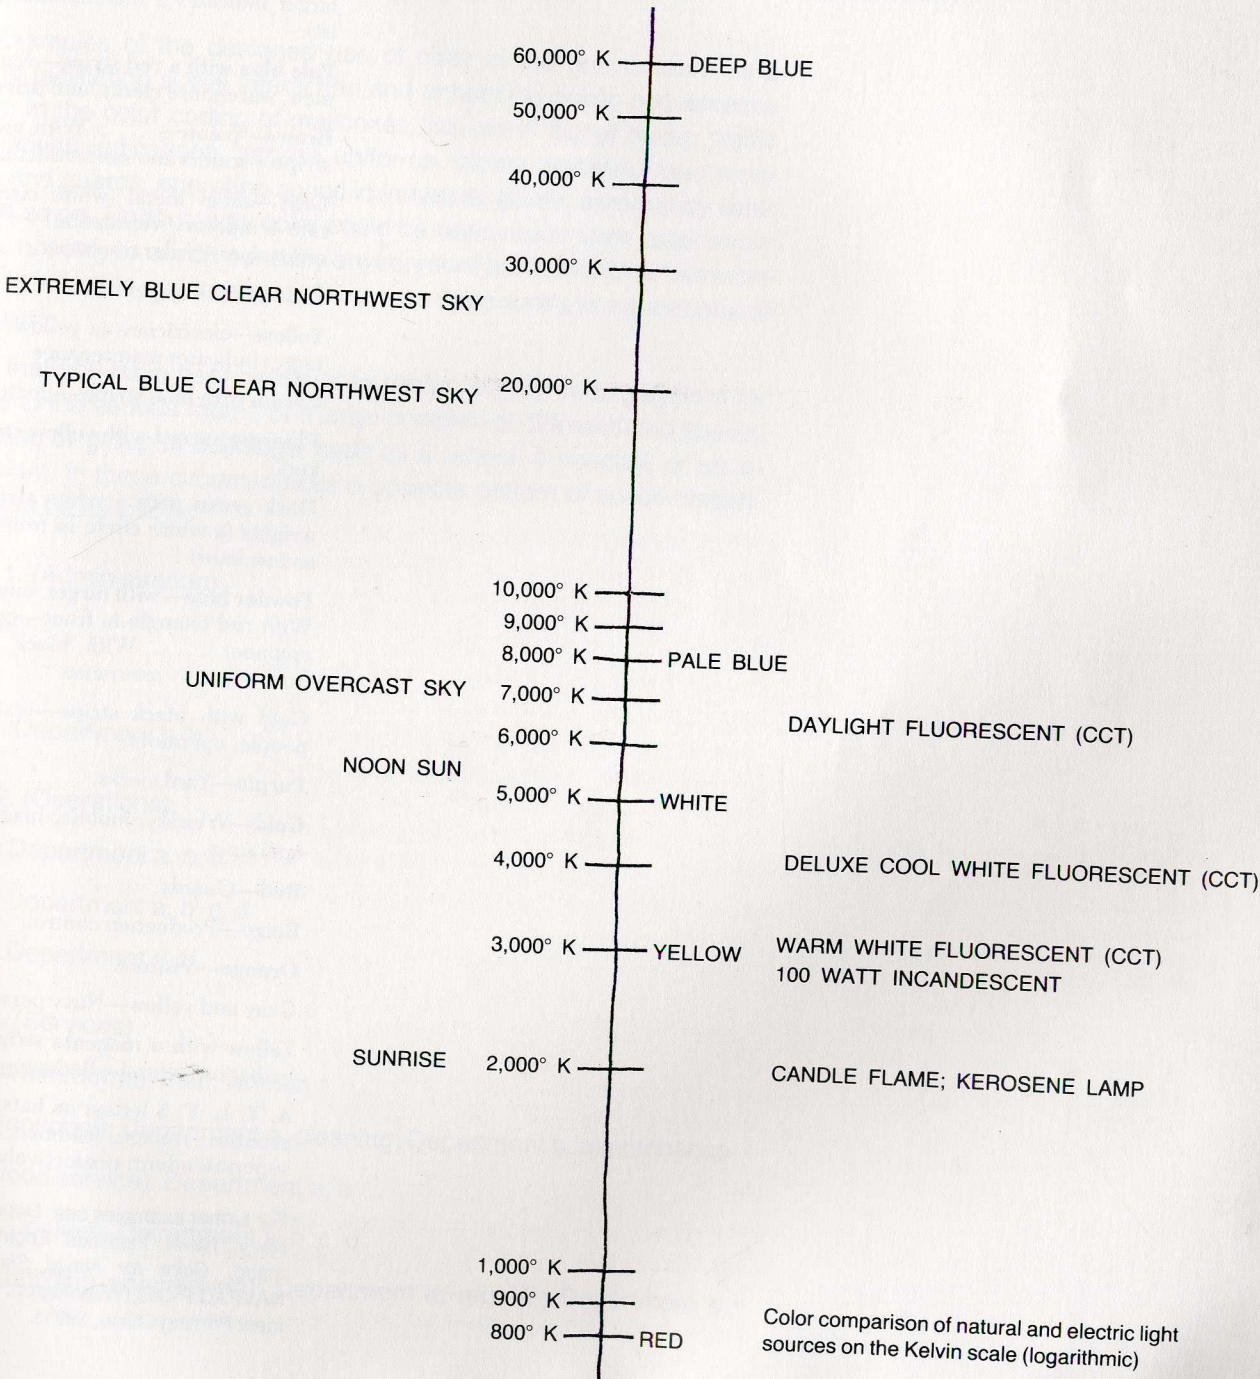 60,000° K DEEP BLUE
50,000° K
40,000° K
30,000° K
EXTREMELY BLUE CLEAR NORTHWEST SKY
TYPICAL BLUE CLEAR NORTHWEST SKY 20,000° K
10,000° K
9,000° K
8,000° K PALE BLUE
UNIFORM OVERCAST SKY 7,000° K
DAYLIGHT FLUORESCENT (CCT)
6,000° K
NOON SUN
5,000° K WHITE
4,000° K DELUXE COOL WHITE FLUORESCENT (CCT)
3,000° K YELLOW WARM WHITE FLUORESCENT (CCT)
100 WATT INCANDESCENT
SUNRISE 2,000° K CANDLE FLAME; KEROSENE LAMP
1,000° K
900° K
800° K RED
Color comparison of natural and electric light
sources on the Kelvin scale (logarithmic)